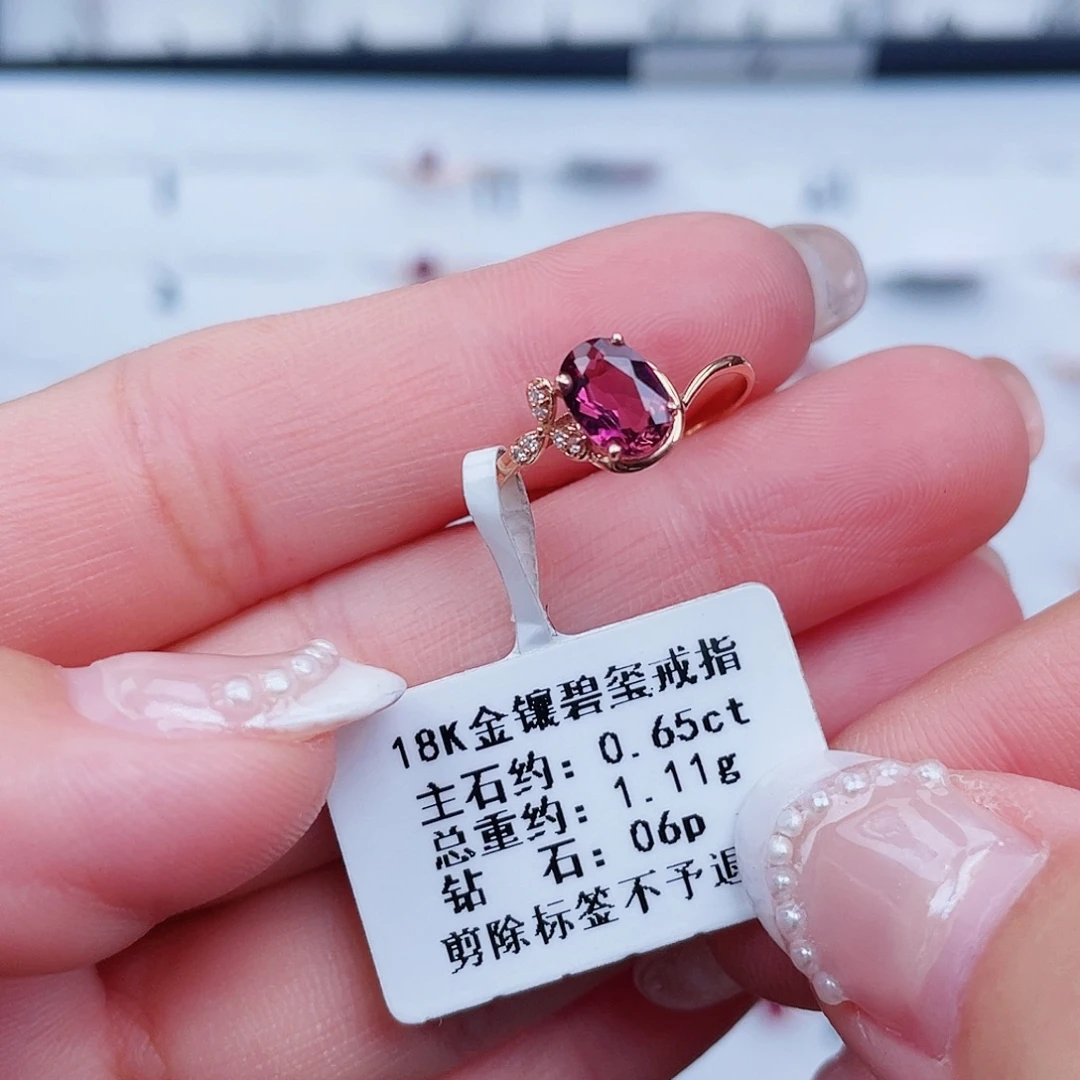 18K金镶碧玺戒指
主石约：0.65ct
总重约：1.11g
钻 石：06p
剪除标签不予退